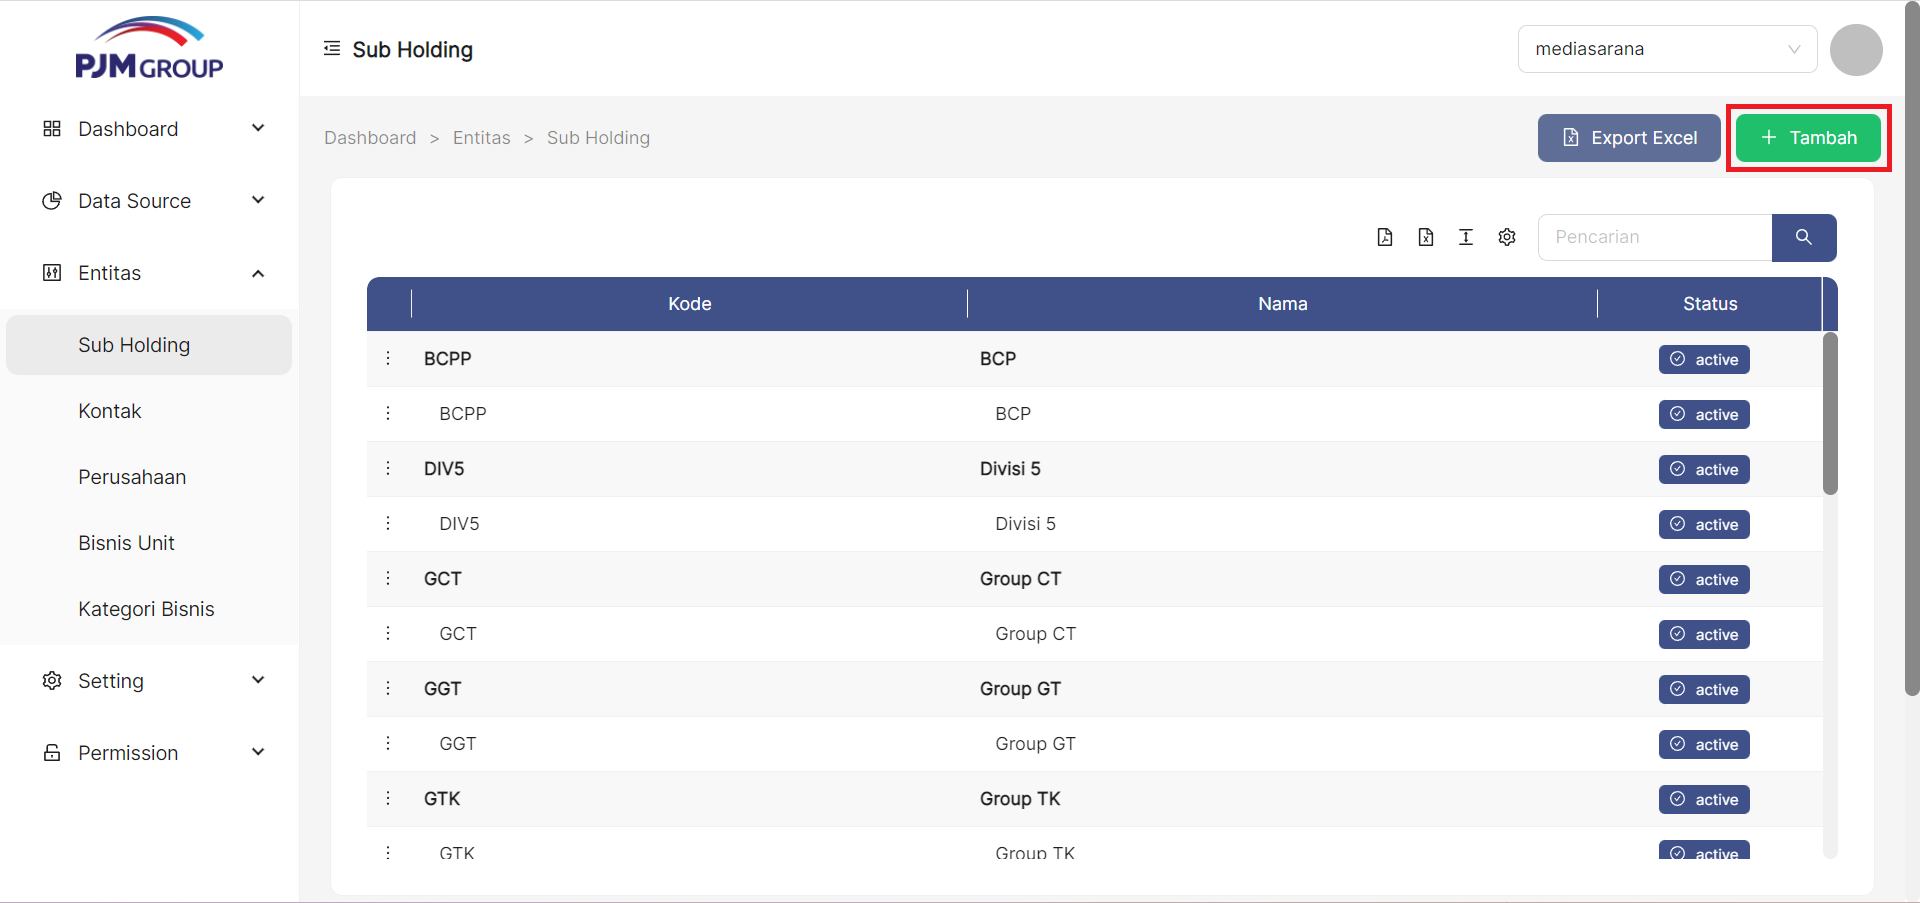 PJM GROUP
Sub Holding
mediasarana
Dashboard
Data Source
Entitas
Sub Holding
Kontak
Perusahaan
Bisnis Unit
Kategori Bisnis
Setting
Permission
Dashboard > Entitas > Sub Holding
Export Excel
+ Tambah
Pencarian
Kode Nama Status
BCPP BCP active
BCPP BCP active
DIV5 Divisi 5 active
DIV5 Divisi 5 active
GCT Group CT active
GCT Group CT active
GGT Group GT active
GGT Group GT active
GTK Group TK active
GTK Group TK active